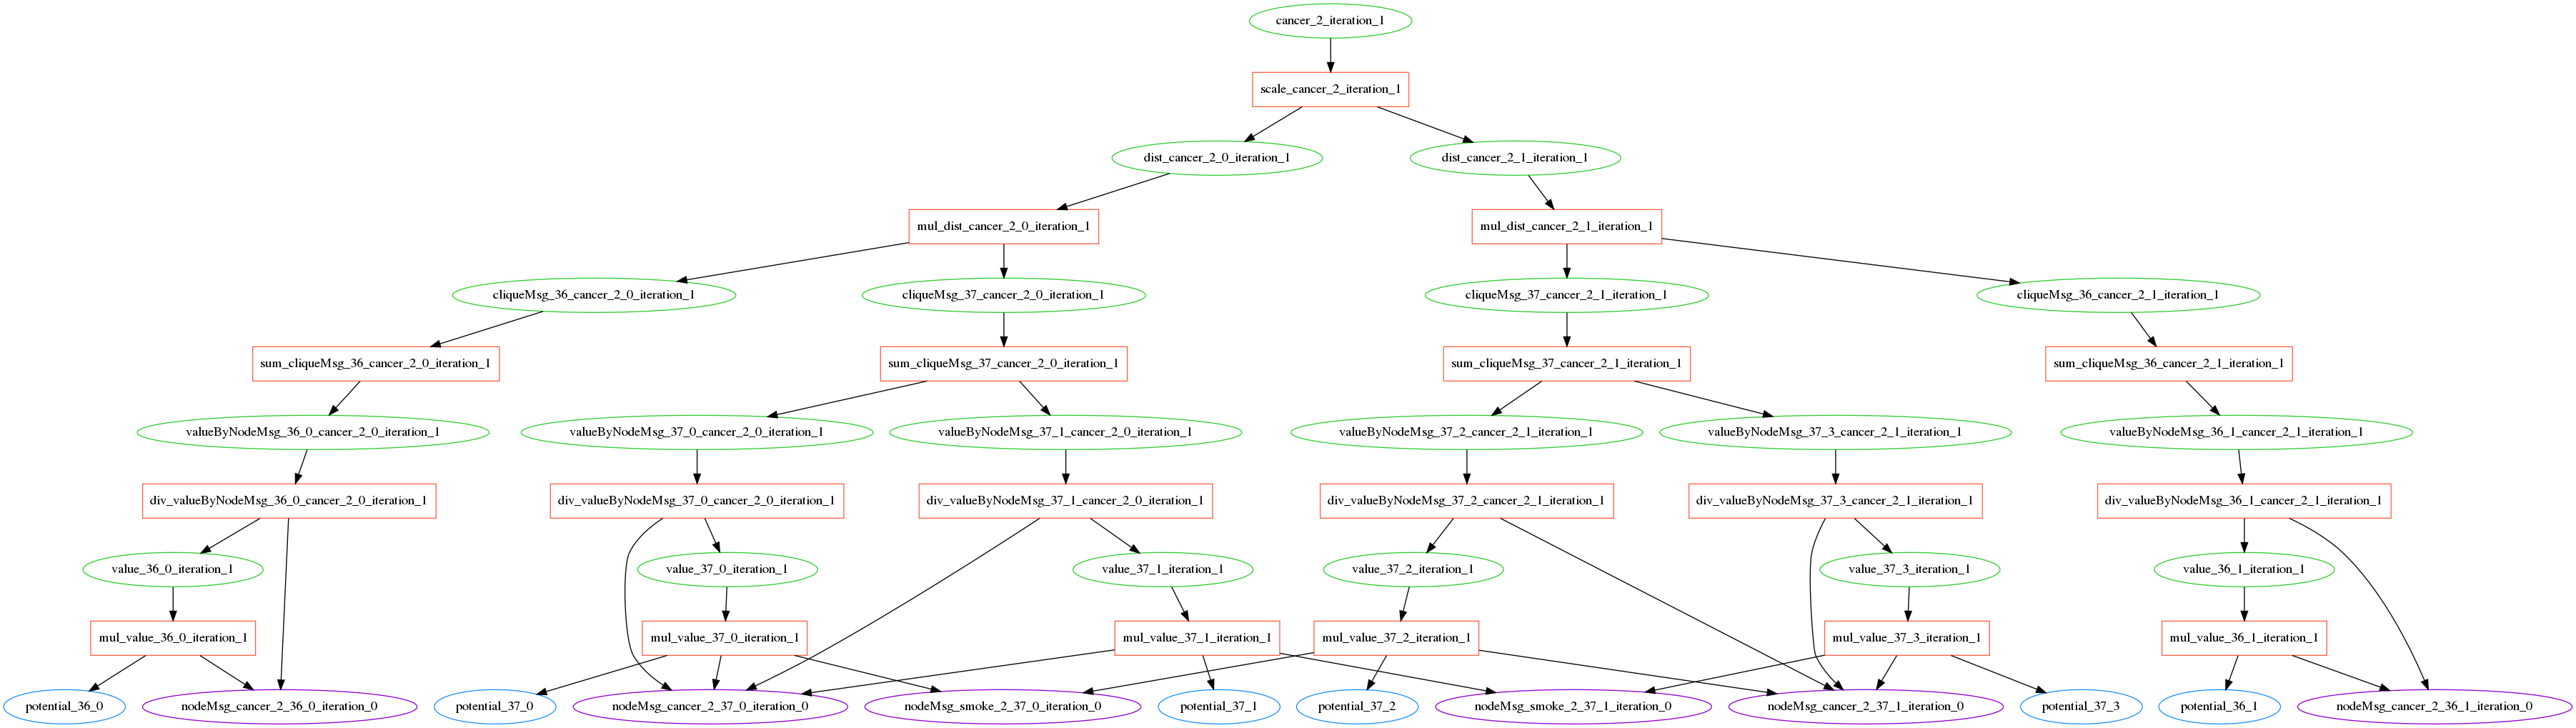 cancer_2_iteration_1
scale_cancer_2_iteration_1
dist_cancer_2_0_iteration_1
dist_cancer_2_1_iteration_1
mul_dist_cancer_2_0_iteration_1
mul_dist_cancer_2_1_iteration_1
cliqueMsg_36_cancer_2_0_iteration_1
cliqueMsg_37_cancer_2_0_iteration_1
cliqueMsg_37_cancer_2_1_iteration_1
cliqueMsg_36_cancer_2_1_iteration_1
sum_cliqueMsg_36_cancer_2_0_iteration_1
sum_cliqueMsg_37_cancer_2_0_iteration_1
sum_cliqueMsg_37_cancer_2_1_iteration_1
sum_cliqueMsg_36_cancer_2_1_iteration_1
valueByNodeMsg_36_0_cancer_2_0_iteration_1
valueByNodeMsg_37_0_cancer_2_0_iteration_1
valueByNodeMsg_37_1_cancer_2_0_iteration_1
valueByNodeMsg_37_2_cancer_2_1_iteration_1
valueByNodeMsg_37_3_cancer_2_1_iteration_1
valueByNodeMsg_36_1_cancer_2_1_iteration_1
div_valueByNodeMsg_36_0_cancer_2_0_iteration_1
div_valueByNodeMsg_37_0_cancer_2_0_iteration_1
div_valueByNodeMsg_37_1_cancer_2_0_iteration_1
div_valueByNodeMsg_37_2_cancer_2_1_iteration_1
div_valueByNodeMsg_37_3_cancer_2_1_iteration_1
div_valueByNodeMsg_36_1_cancer_2_1_iteration_1
value_36_0_iteration_1
value_37_0_iteration_1
value_37_1_iteration_1
value_37_2_iteration_1
value_37_3_iteration_1
value_36_1_iteration_1
mul_value_36_0_iteration_1
mul_value_37_0_iteration_1
mul_value_37_1_iteration_1
mul_value_37_2_iteration_1
mul_value_37_3_iteration_1
mul_value_36_1_iteration_1
potential_36_0
nodeMsg_cancer_2_36_0_iteration_0
potential_37_0
nodeMsg_cancer_2_37_0_iteration_0
nodeMsg_smoke_2_37_0_iteration_0
potential_37_1
potential_37_2
nodeMsg_smoke_2_37_1_iteration_0
nodeMsg_cancer_2_37_1_iteration_0
potential_37_3
potential_36_1
nodeMsg_cancer_2_36_1_iteration_0